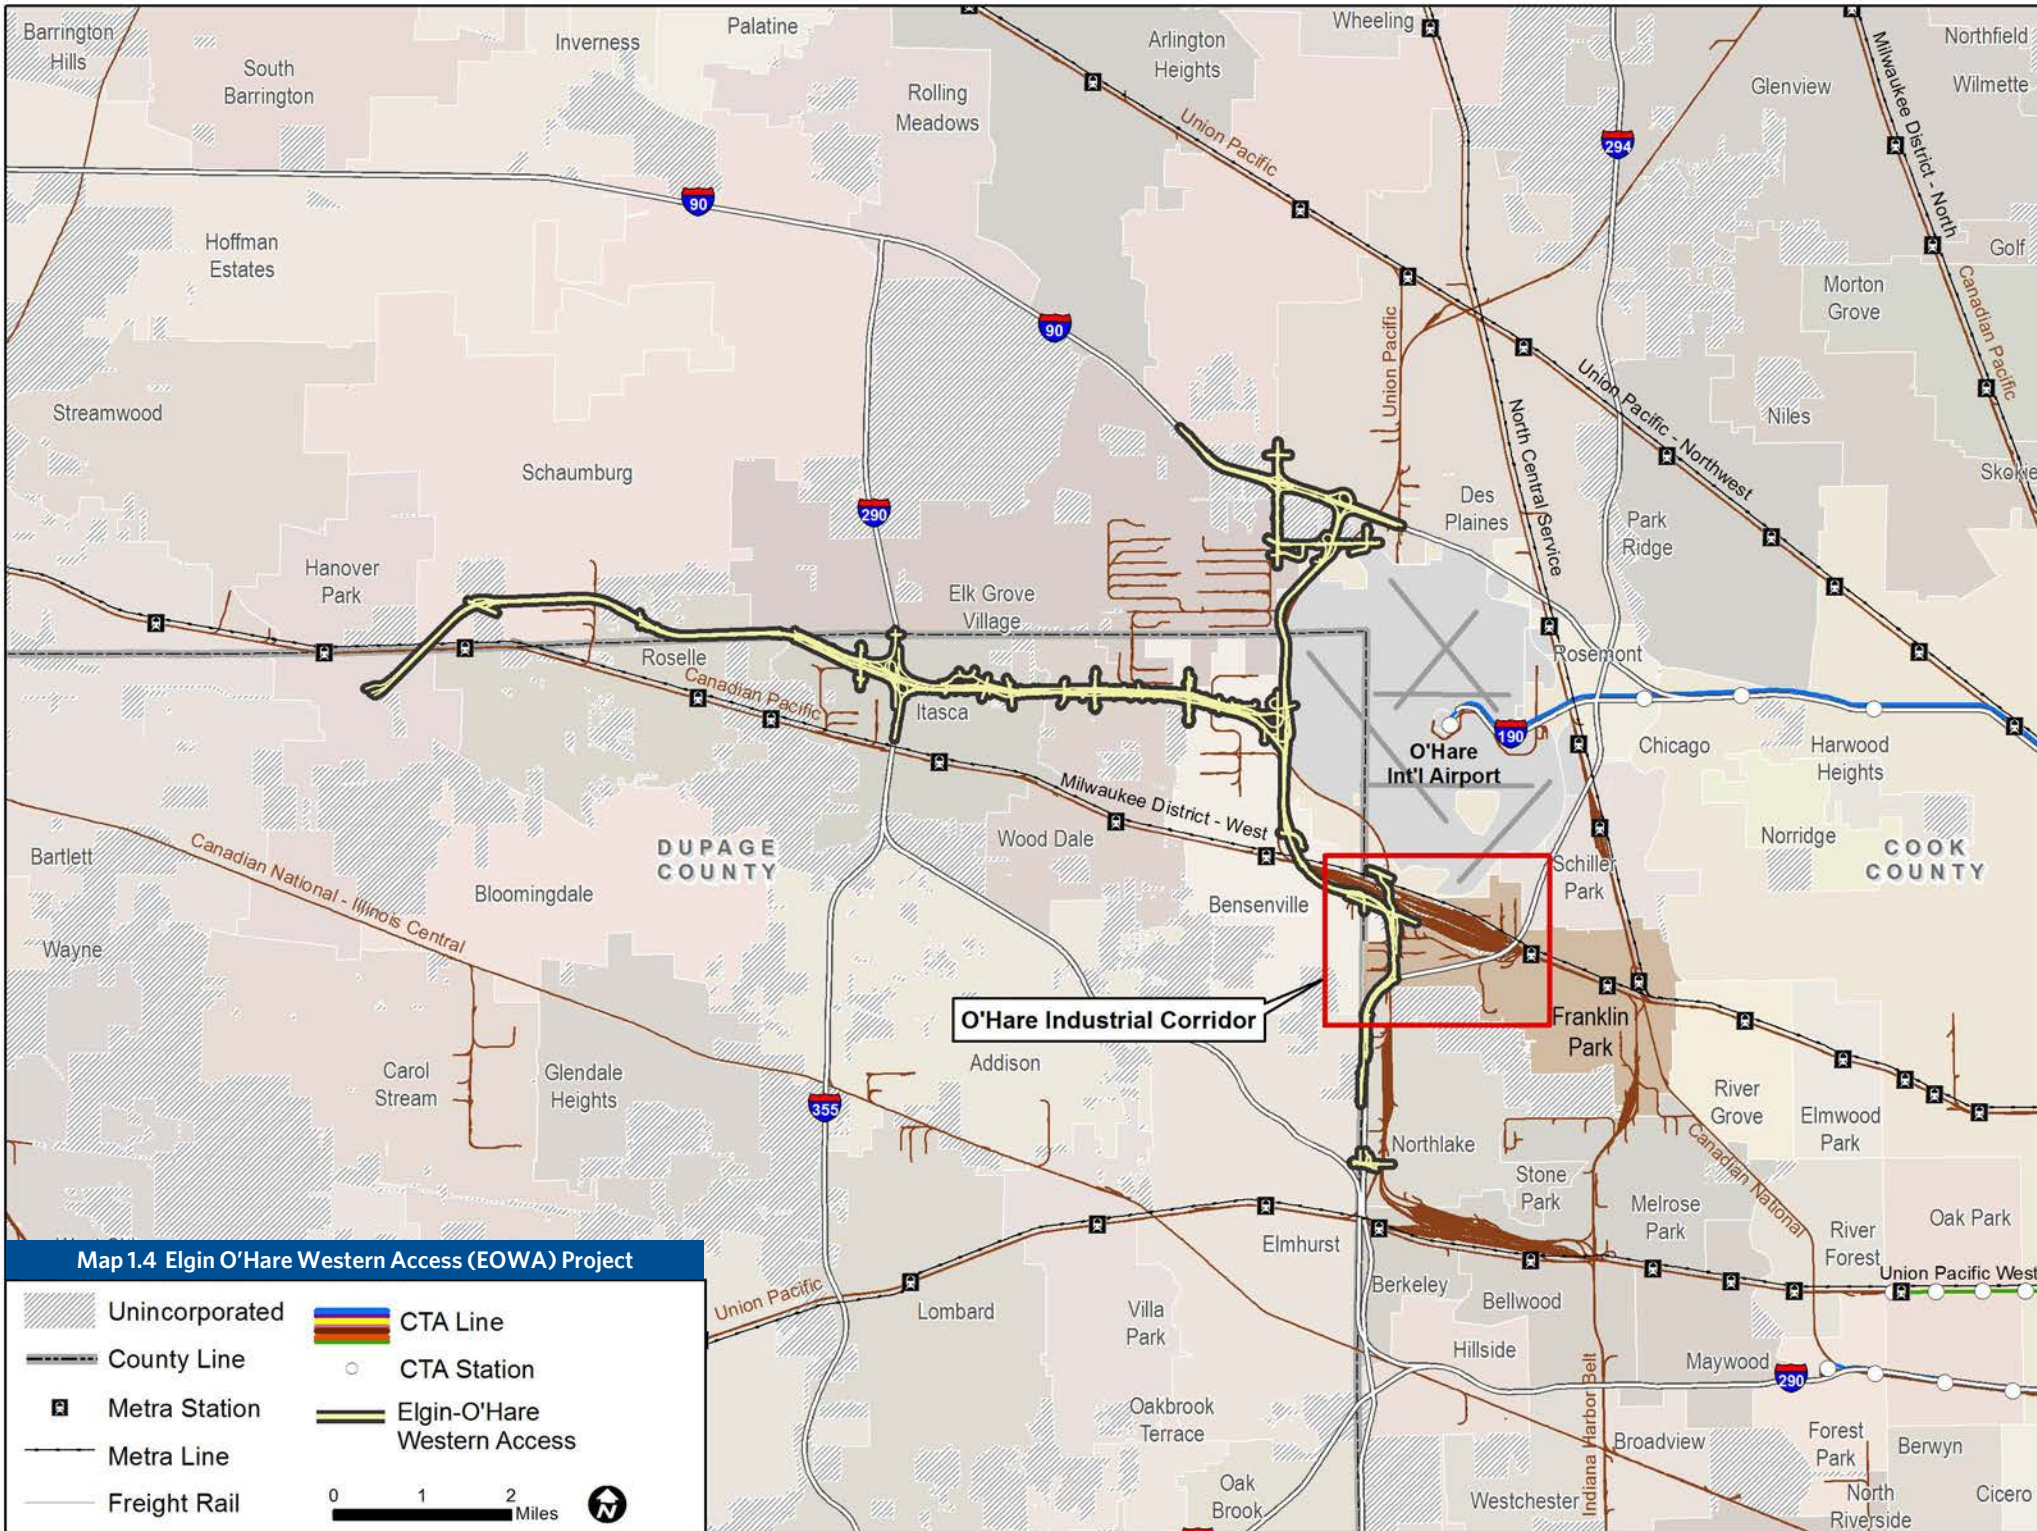 Barrington
Hills
South
Barrington
Inverness
Palatine
Rolling
Meadows
Arlington
Heights
Wheeling
Northfield
Wilmette
Glenview
Milwaukee District - North
Union Pacific
294
90
Hoffman
Estates
Golf
Morton
Grove
Canadian Pacific
90
Union Pacific
Union Pacific - Northwest
North Central Service
Niles
Streamwood
Schaumburg
Skokie
290
Des
Plaines
Park
Ridge
Hanover
Park
Elk Grove
Village
Roselle
Canadian Pacific
Itasca
Rosemont
190
O'Hare
Int'l Airport
Chicago
Harwood
Heights
Milwaukee District - West
Wood Dale
Norridge
COOK
COUNTY
DUPAGE
COUNTY
Canadian National - Illinois Central
Bartlett
Bloomingdale
Schiller
Park
Bensenville
Wayne
O'Hare Industrial Corridor
Franklin
Park
Addison
Carol
Stream
Glendale
Heights
355
River
Grove
Elmwood
Park
Northlake
Canadian National
Stone
Park
Melrose
Park
River
Forest
Oak Park
Elmhurst
Union Pacific West
Berkeley
Bellwood
Union Pacific
Lombard
Villa
Park
Hillside
Maywood
290
Indiana Harbor Belt
Oakbrook
Terrace
Broadview
Forest
Park
Berwyn
Oak
Brook
Westchester
North
Riverside
Cicero
Map 1.4 Elgin O'Hare Western Access (EOWA) Project
Unincorporated
County Line
Metra Station
Metra Line
Freight Rail
CTA Line
CTA Station
Elgin-O'Hare
Western Access
0 1 2
Miles
N